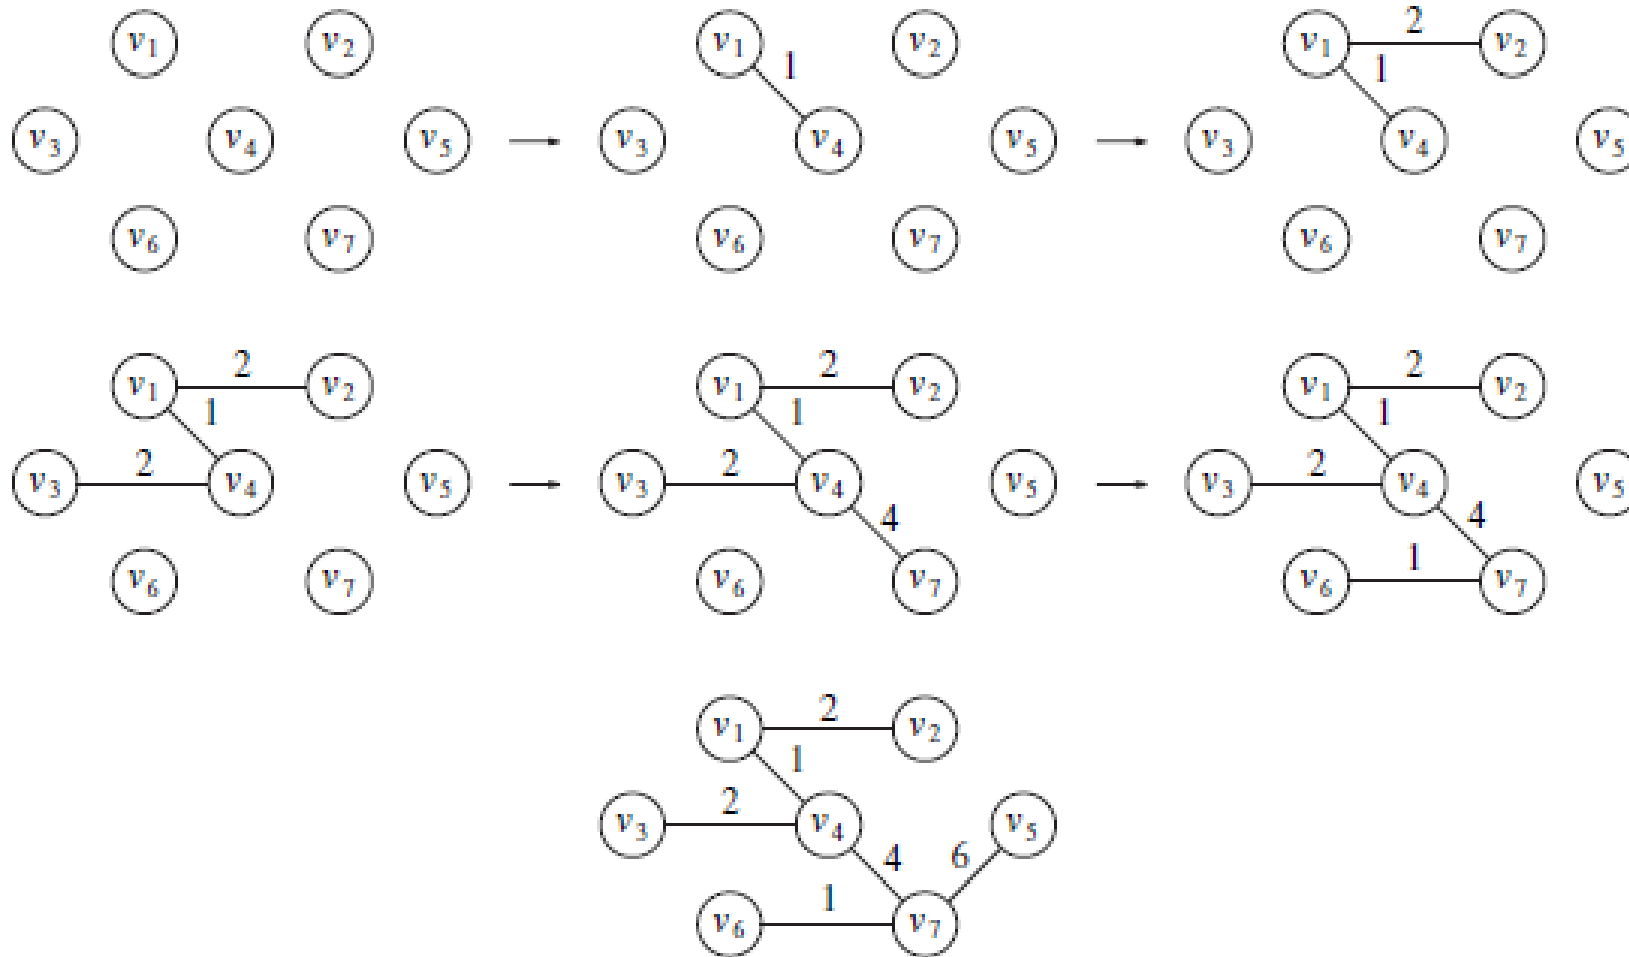 v1 v2 v1 v2 v1 2 v2
1 1
v3 v4 v5 v3 v4 v5 v3 v4 v5
v6 v7 v6 v7 v6 v7
v1 2 v2 v1 2 v2 v1 2 v2
1 1 1
v3 2 v4 v5 v3 2 v4 v5 v3 2 v4 v5
4 4
v6 v7 v6 v7 v6 1 v7
v1 2 v2
1
v3 2 v4 v5
4 6
v6 1 v7